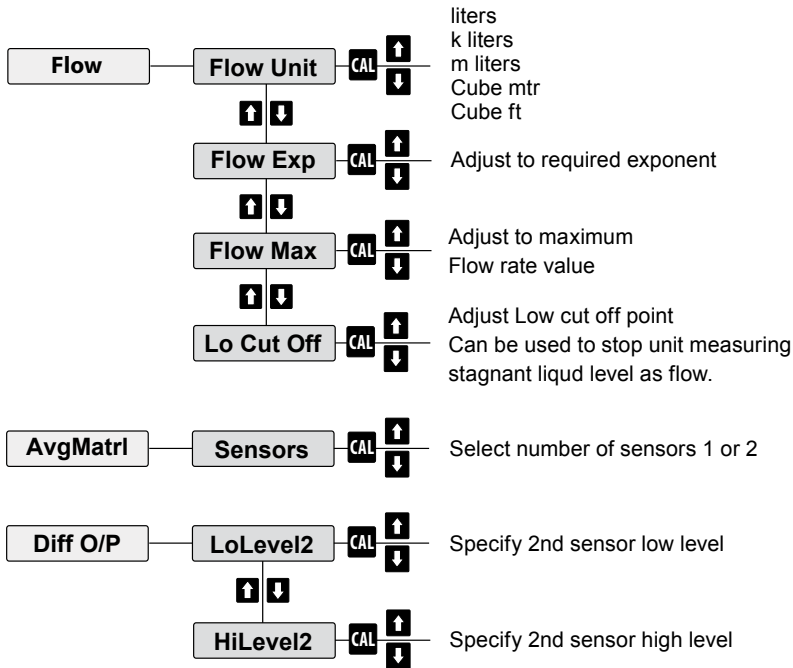 liters
k liters
m liters
Cube mtr
Cube ft
Flow
Flow Unit
CAL
Flow Exp
CAL
Adjust to required exponent
Flow Max
CAL
Adjust to maximum
Flow rate value
Lo Cut Off
CAL
Adjust Low cut off point
Can be used to stop unit measuring
stagnant liqud level as flow.
AvgMatrl
Sensors
CAL
Select number of sensors 1 or 2
Diff O/P
LoLevel2
CAL
Specify 2nd sensor low level
HiLevel2
CAL
Specify 2nd sensor high level